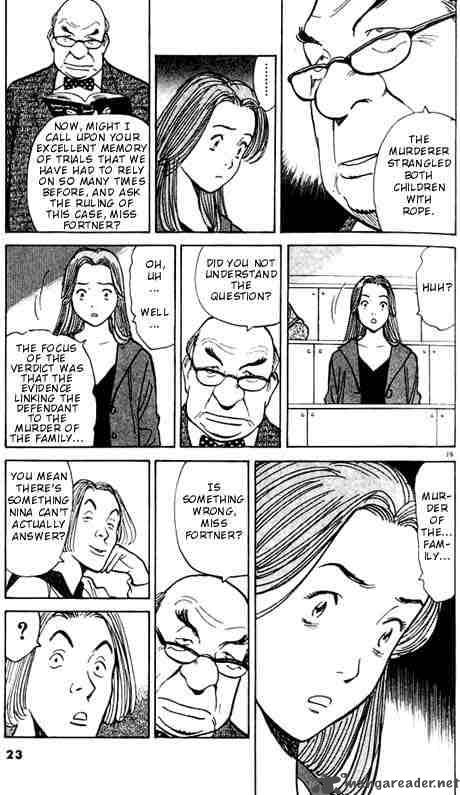 THE
MURDERER
STRANGLED
BOTH
CHILDREN
WITH
ROPE.
..........
NOW, MIGHT I
CALL UPON YOUR
EXCELLENT MEMORY
OF TRIALS THAT WE
HAVE HAD TO RELY
ON SO MANY TIMES
BEFORE, AND ASK
THE RULING OF
THIS CASE, MISS
FORTNER?
HUH?
DID YOU NOT
UNDERSTAND
THE
QUESTION?
OH,
UH
...
WELL
...
THE FOCUS
OF THE
VERDICT WAS
THAT THE
EVIDENCE
LINKING THE
DEFENDANT
TO THE
MURDER OF
THE FAMILY...
MUR-
DER
OF
THE...
FAM-
ILY...
IS
SOMETHING
WRONG,
MISS
FORTNER?
YOU MEAN
THERE'S
SOMETHING
NINA CAN'T
ACTUALLY
ANSWER?
?
23
mangareader.net